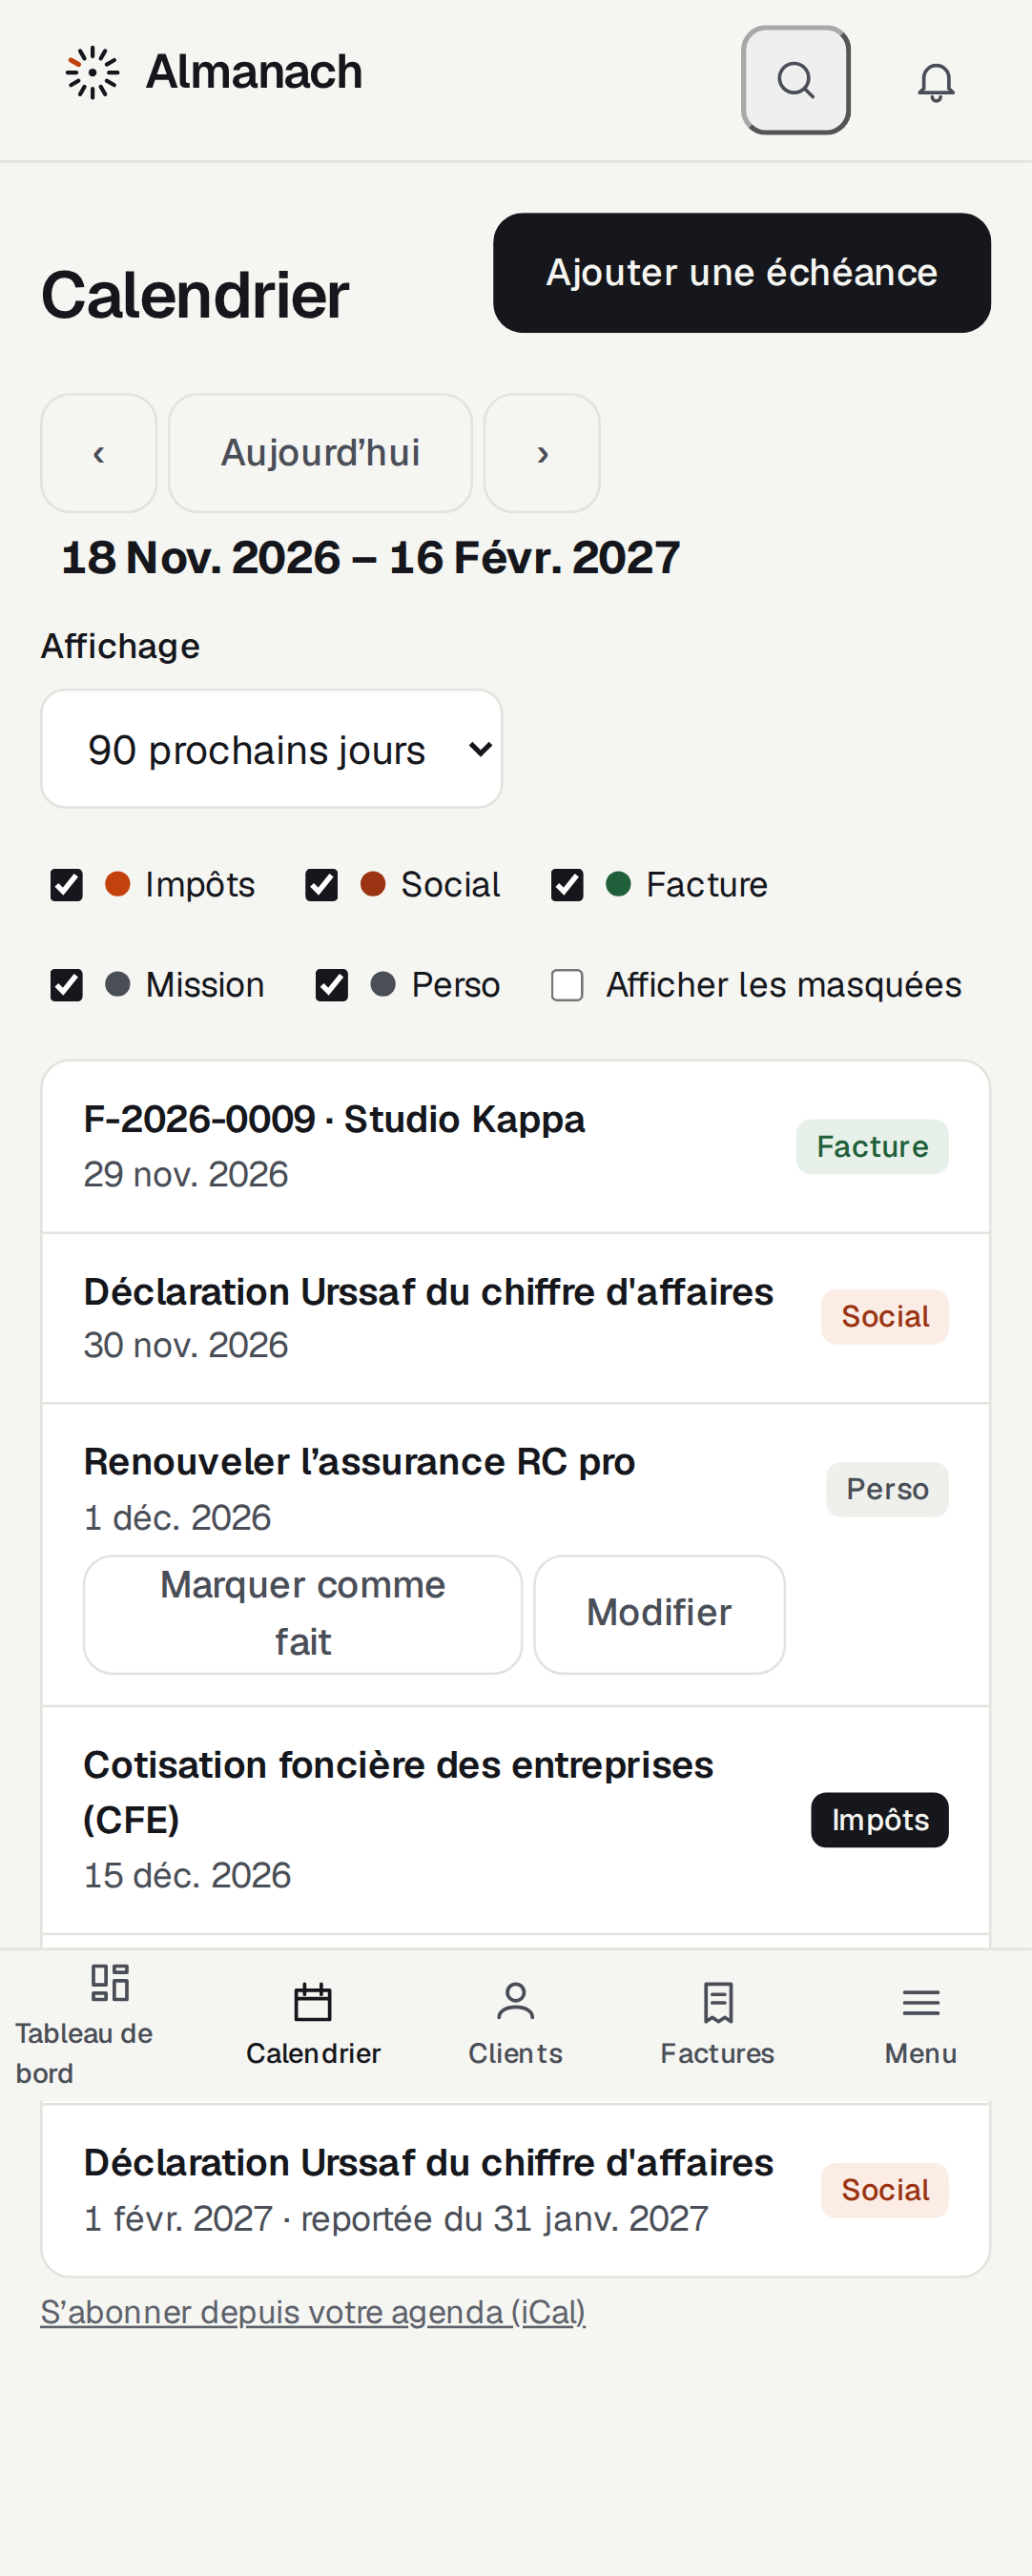 Almanach
Calendrier
Ajouter une échéance
‹
Aujourd’hui
›
18 Nov. 2026 – 16 Févr. 2027
Affichage
90 prochains jours
Impôts
Social
Facture
Mission
Perso
Afficher les masquées
F-2026-0009 · Studio Kappa
29 nov. 2026
Facture
Déclaration Urssaf du chiffre d'affaires
30 nov. 2026
Social
Renouveler l’assurance RC pro
1 déc. 2026
Perso
Marquer comme
fait
Modifier
Cotisation foncière des entreprises
(CFE)
15 déc. 2026
Impôts
Tableau de
bord
Calendrier
Clients
Factures
Menu
Déclaration Urssaf du chiffre d'affaires
1 févr. 2027 · reportée du 31 janv. 2027
Social
S’abonner depuis votre agenda (iCal)